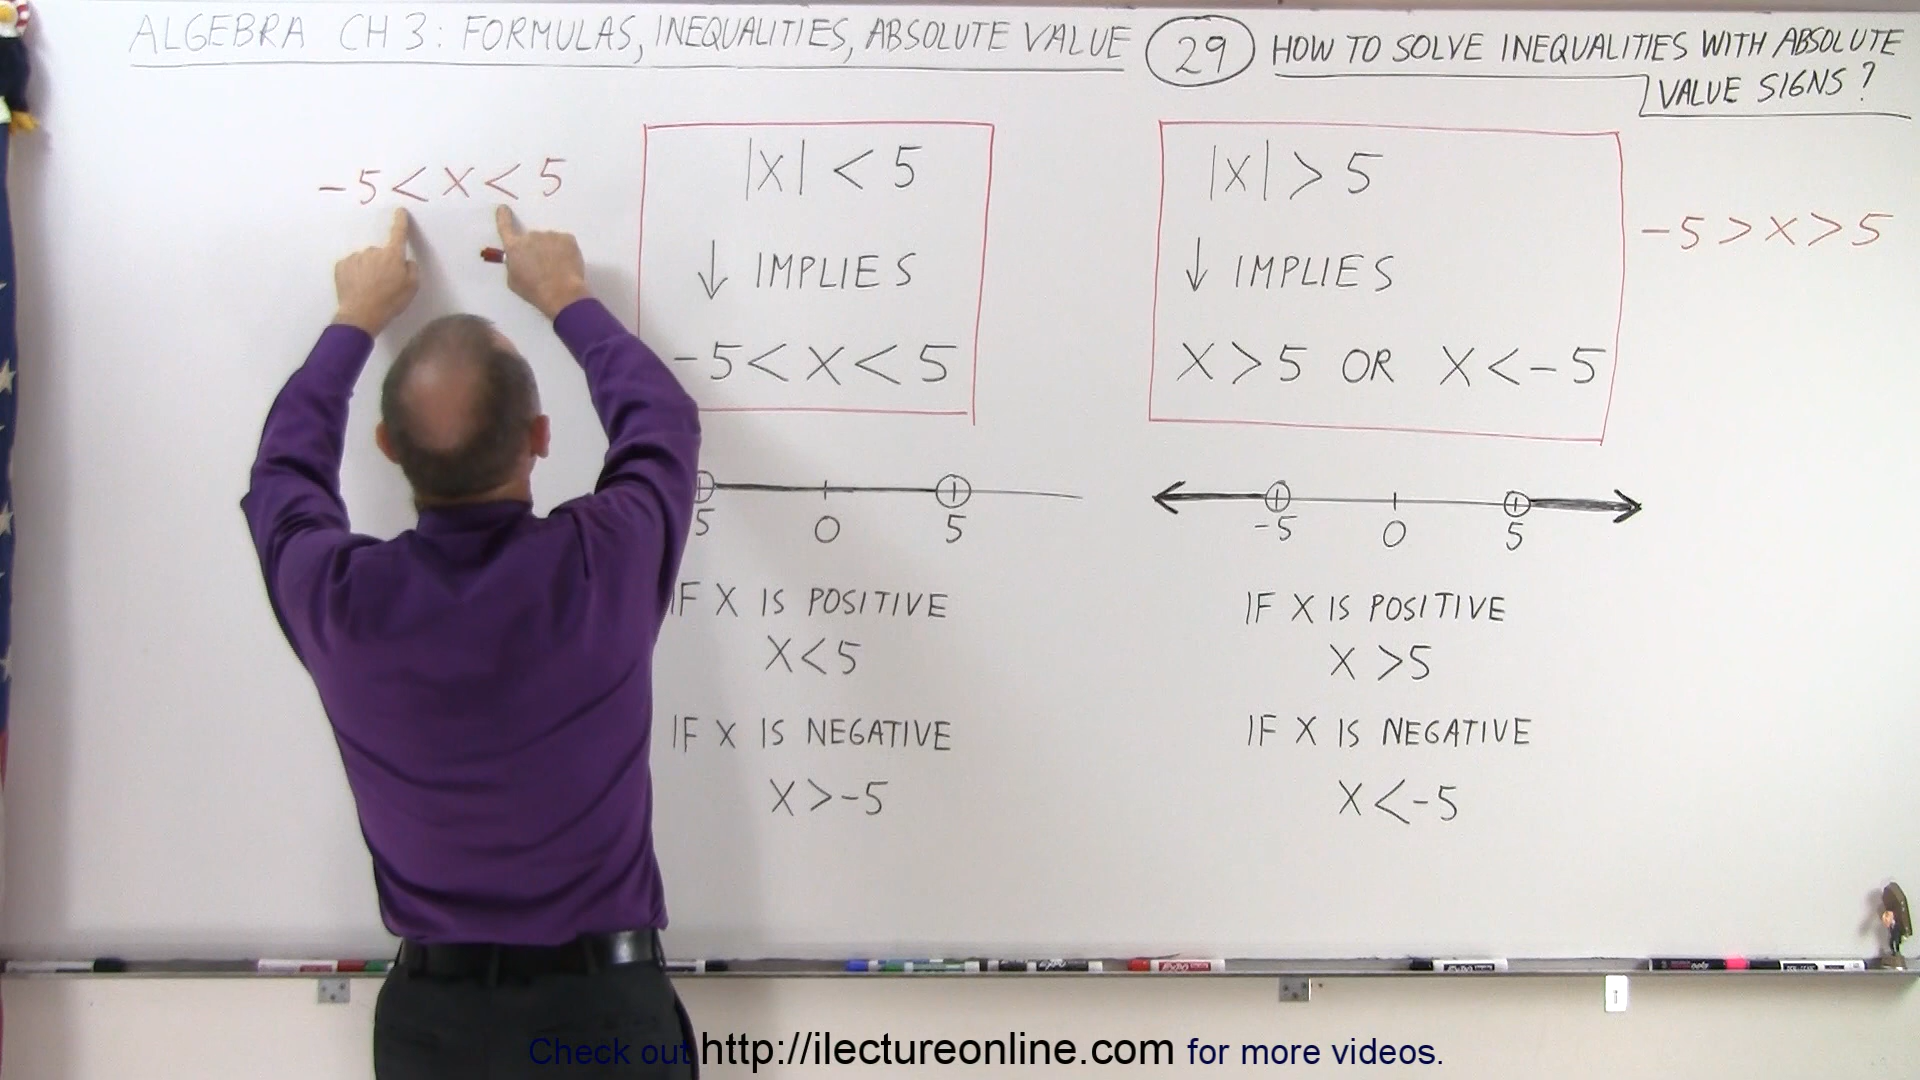 ALGEBRA CH 3: FORMULAS, INEQUALITIES, ABSOLUTE VALUE 29 HOW TO SOLVE INEQUALITIES WITH ABSOLUTE
VALUE SIGNS?
-5 < X < 5
|X| < 5
↓ IMPLIES
-5 < X < 5
5 0 5
IF X IS POSITIVE
X < 5
IF X IS NEGATIVE
X > -5
|X| > 5
↓ IMPLIES
X > 5 OR X < -5
-5 > X > 5
-5 0 5
IF X IS POSITIVE
X > 5
IF X IS NEGATIVE
X < -5
Check out http://ilectureonline.com for more videos.